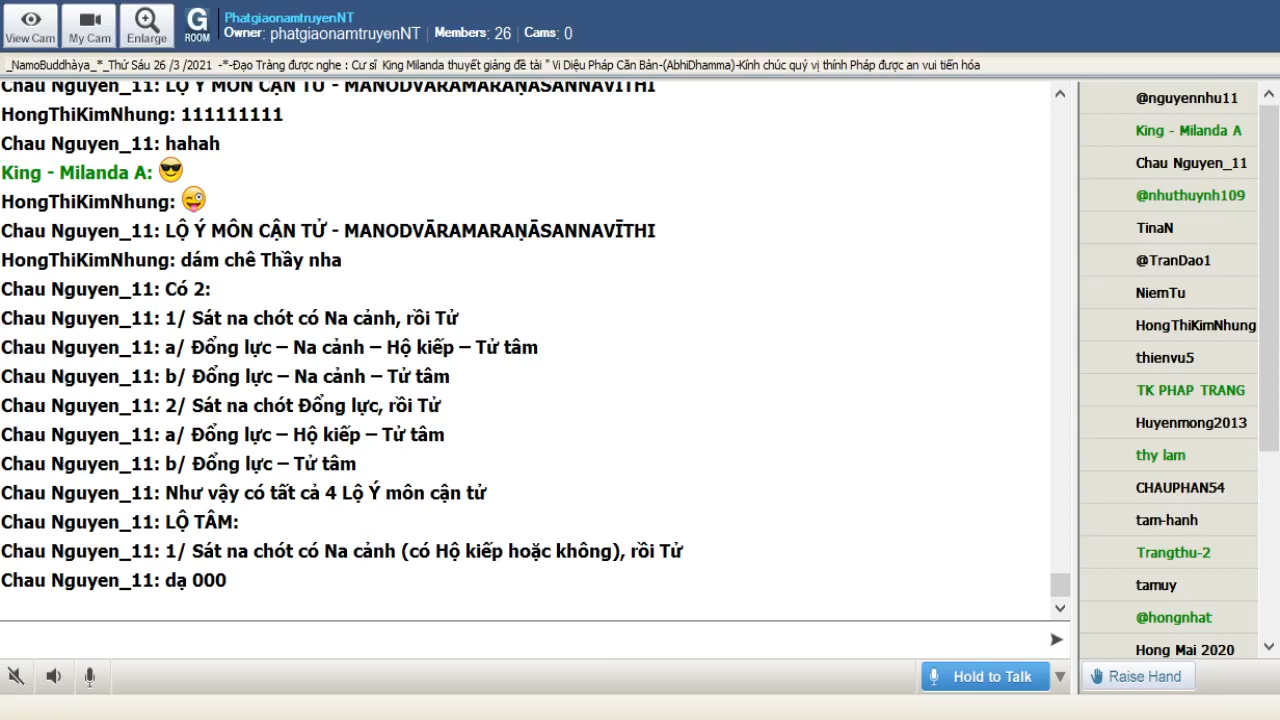 View Cam
My Cam
Enlarge
G
ROOM
PhatgiaonamtruyenNT
Owner: phatgiaonamtruyenNT | Members: 26 | Cams: 0
_NamoBuddhàya_*_Thứ Sáu 26 /3 /2021 -*-Đạo Tràng được nghe : Cư sĩ King Milanda thuyết giảng đề tài " Vi Diệu Pháp Căn Bản-(AbhiDhamma)-Kính chúc quý vị thính Pháp được an vui tiến hóa
Chau Nguyen_11: LỘ Ý MÔN CẬN TỬ - MANODVĀRAMARAṆĀSANNAVĪTHI
HongThiKimNhung: 111111111
Chau Nguyen_11: hahah
King - Milanda A: 😎
HongThiKimNhung: 😜
Chau Nguyen_11: LỘ Ý MÔN CẬN TỬ - MANODVĀRAMARAṆĀSANNAVĪTHI
HongThiKimNhung: dám chê Thầy nha
Chau Nguyen_11: Có 2:
Chau Nguyen_11: 1/ Sát na chót có Na cảnh, rồi Tử
Chau Nguyen_11: a/ Đổng lực – Na cảnh – Hộ kiếp – Tử tâm
Chau Nguyen_11: b/ Đổng lực – Na cảnh – Tử tâm
Chau Nguyen_11: 2/ Sát na chót Đổng lực, rồi Tử
Chau Nguyen_11: a/ Đổng lực – Hộ kiếp – Tử tâm
Chau Nguyen_11: b/ Đổng lực – Tử tâm
Chau Nguyen_11: Như vậy có tất cả 4 Lộ Ý môn cận tử
Chau Nguyen_11: LỘ TÂM:
Chau Nguyen_11: 1/ Sát na chót có Na cảnh (có Hộ kiếp hoặc không), rồi Tử
Chau Nguyen_11: dạ 000
@nguyennhu11
King - Milanda A
Chau Nguyen_11
@nhuthuynh109
TinaN
@TranDao1
NiemTu
HongThiKimNhung
thienvu5
TK PHAP TRANG
Huyenmong2013
thy lam
CHAUPHAN54
tam-hanh
Trangthu-2
tamuy
@hongnhat
Hong Mai 2020
Hold to Talk
Raise Hand